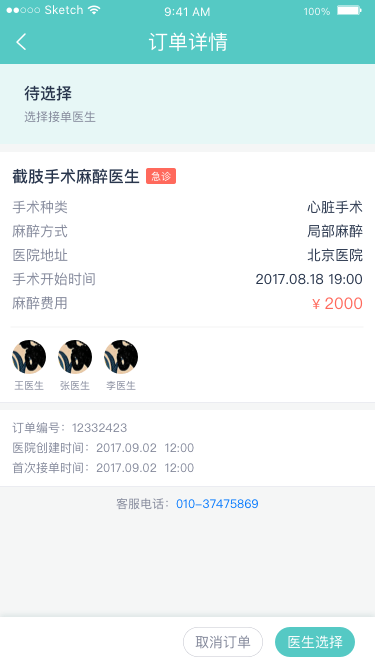 Sketch 9:41 AM 100%
订单详情
待选择
选择接单医生
截肢手术麻醉医生 急诊
手术种类 心脏手术
麻醉方式 局部麻醉
医院地址 北京医院
手术开始时间 2017.08.18 19:00
麻醉费用 ¥ 2000
王医生 张医生 李医生
订单编号：12332423
医院创建时间：2017.09.02 12:00
首次接单时间：2017.09.02 12:00
客服电话：010-37475869
取消订单 医生选择